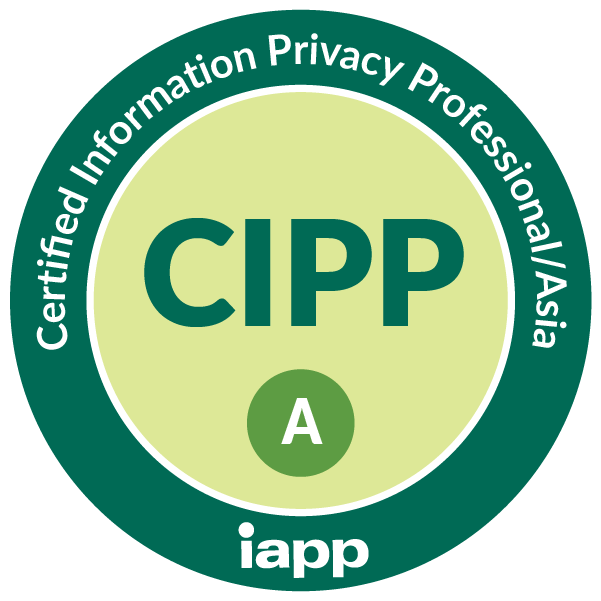 Certified Information Privacy Professional/Asia
CIPP
A
iapp